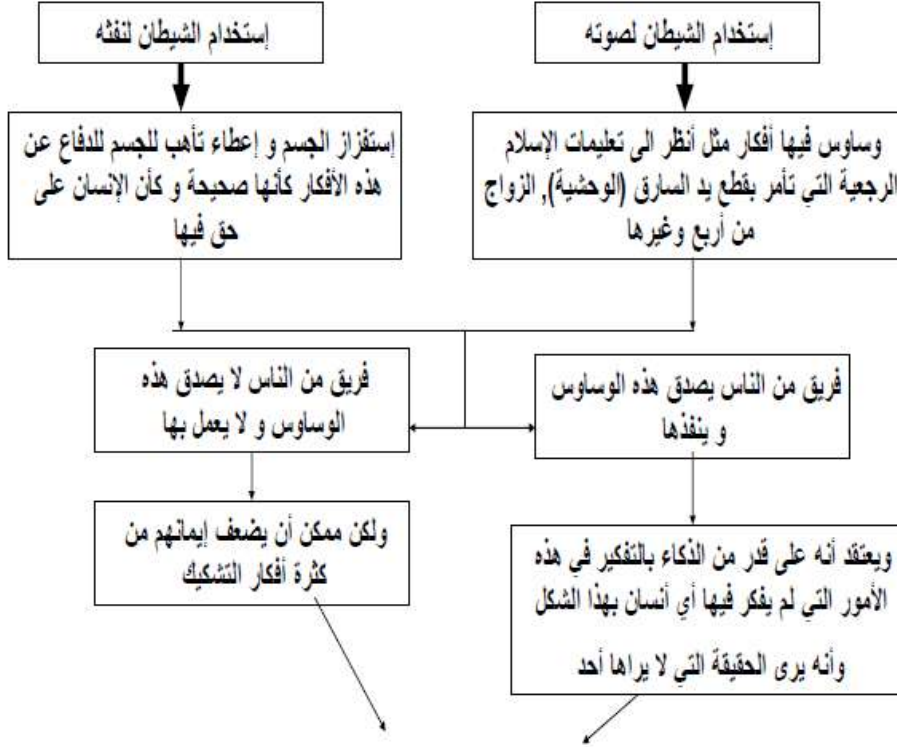 إستخدام الشيطان لصوته
إستخدام الشيطان لنفثه
وساوس فيها أفكار مثل أنظر الى تعليمات الإسلام
الرجعية التي تأمر بقطع يد السارق (الوحشية), الزواج
من أربع وغيرها
إستفزاز الجسم و إعطاء تأهب للجسم للدفاع عن
هذه الأفكار كأنها صحيحة و كأن الإنسان على
حق فيها
فريق من الناس يصدق هذه الوساوس
و ينفذها
فريق من الناس لا يصدق هذه
الوساوس و لا يعمل بها
ويعتقد أنه على قدر من الذكاء بالتفكير في هذه
الأمور التي لم يفكر فيها أي أنسان بهذا الشكل
وأنه يرى الحقيقة التي لا يراها أحد
ولكن ممكن أن يضعف إيمانهم من
كثرة أفكار التشكيك